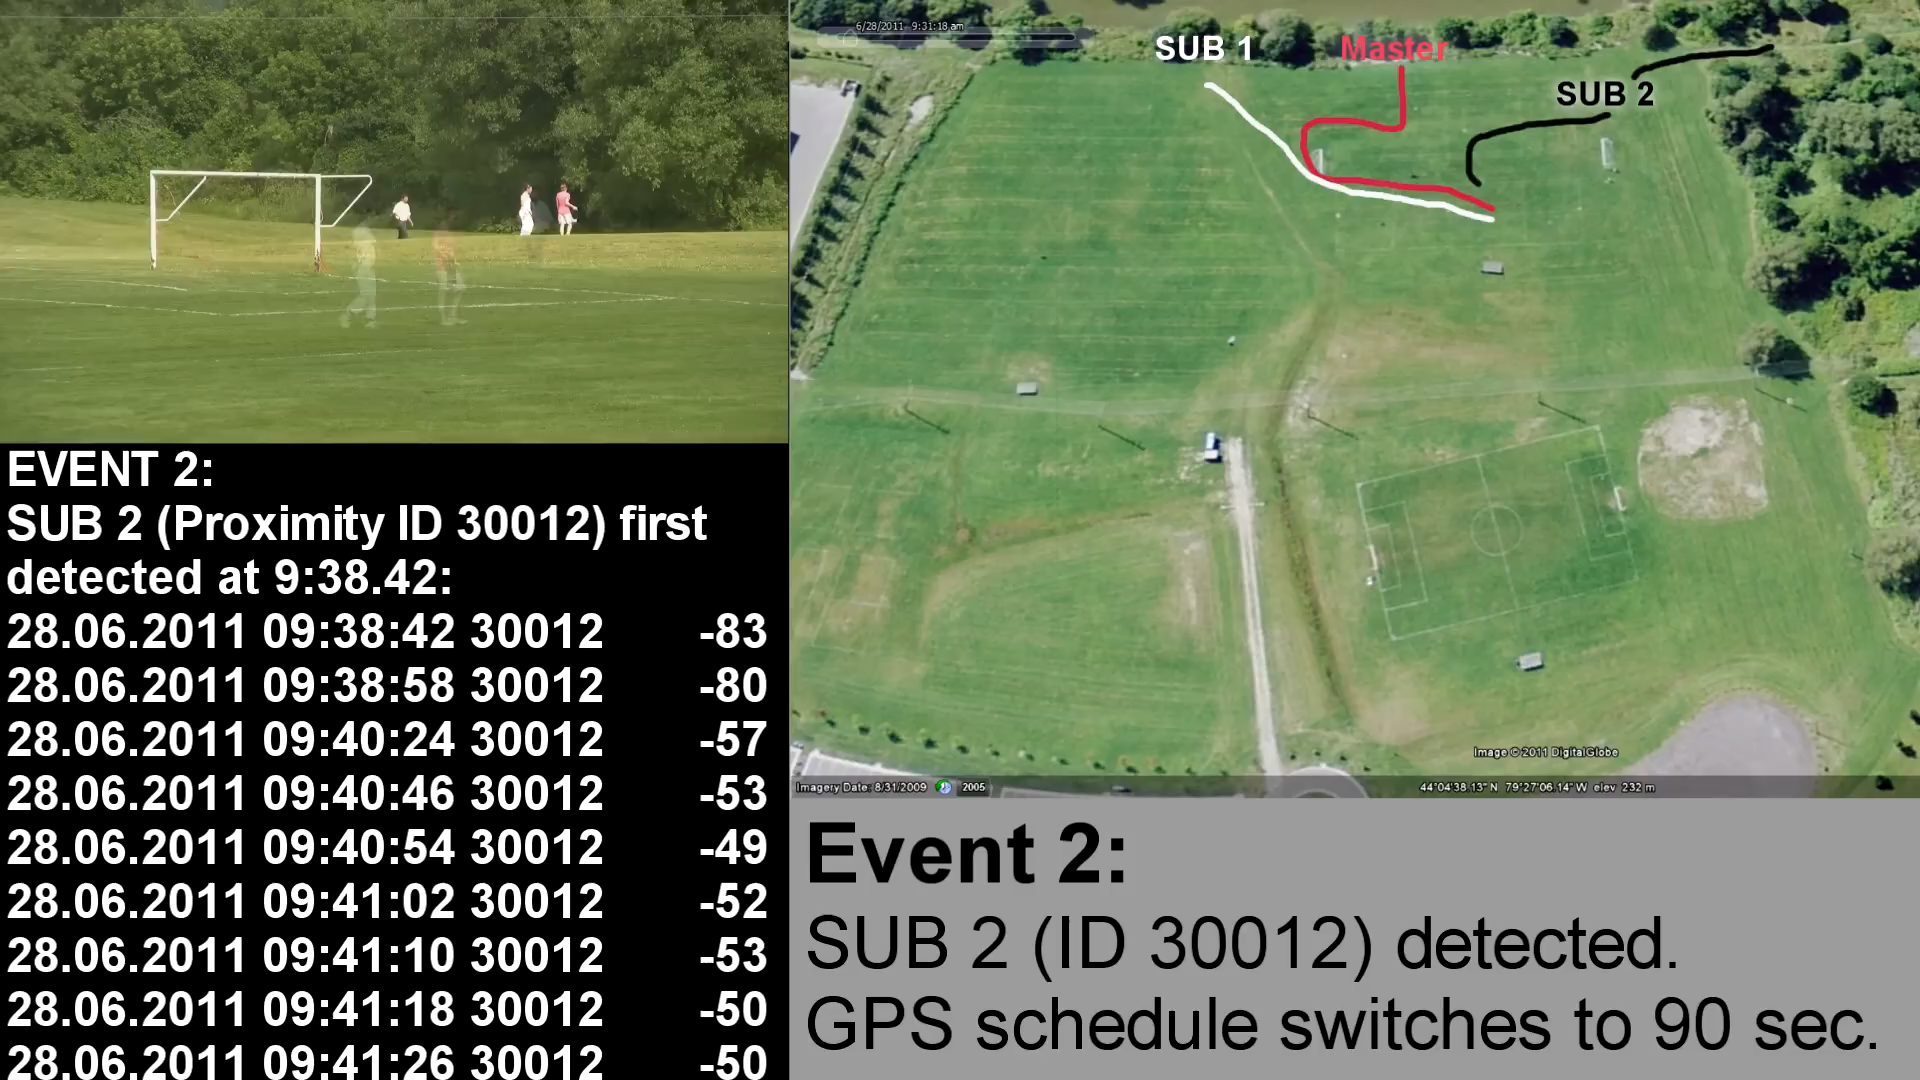 EVENT 2:
SUB 2 (Proximity ID 30012) first
detected at 9:38.42:
28.06.2011 09:38:42 30012 -83
28.06.2011 09:38:58 30012 -80
28.06.2011 09:40:24 30012 -57
28.06.2011 09:40:46 30012 -53
28.06.2011 09:40:54 30012 -49
28.06.2011 09:41:02 30012 -52
28.06.2011 09:41:10 30012 -53
28.06.2011 09:41:18 30012 -50
28.06.2011 09:41:26 30012 -50
6/28/2011 9:31:18 am
SUB 1
Master
SUB 2
Image © 2011 DigitalGlobe
Imagery Date: 8/31/2009 2005
44°04'38.13" N 79°27'06.14" W elev 232 m
Event 2:
SUB 2 (ID 30012) detected.
GPS schedule switches to 90 sec.